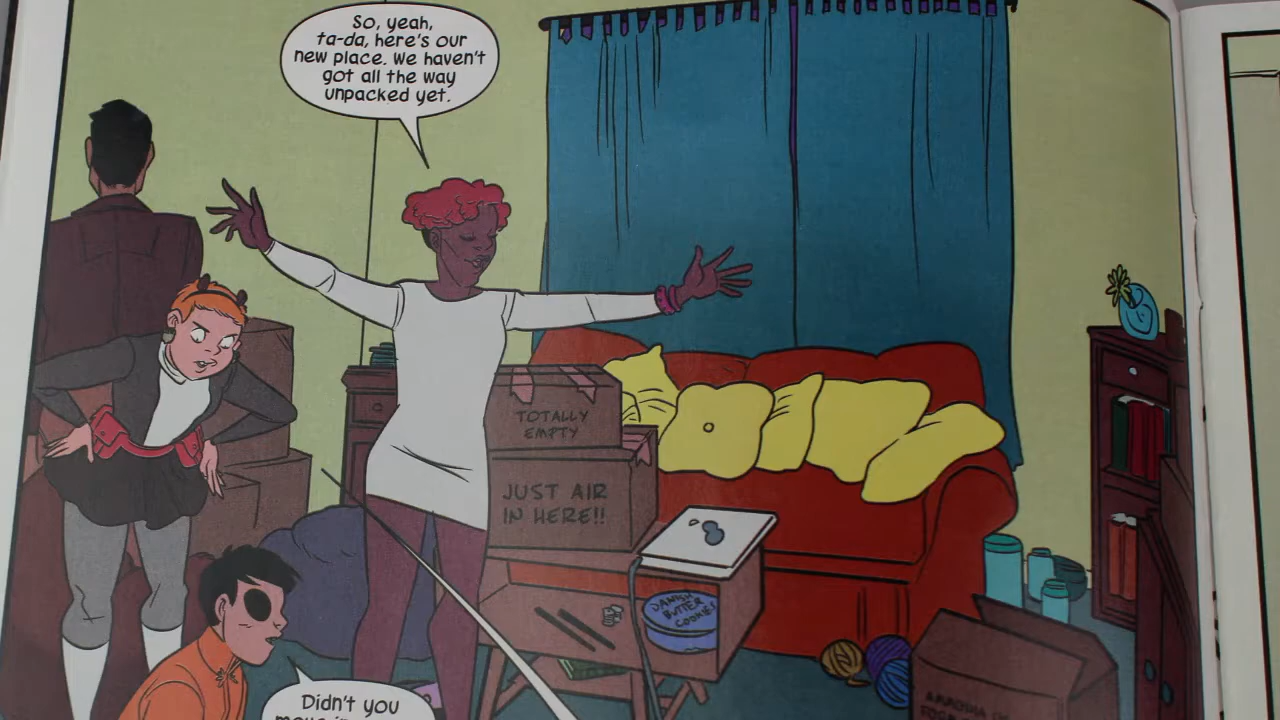 So, yeah,
ta-da, here's our
new place. We haven't
got all the way
unpacked yet.
TOTALLY
EMPTY
JUST AIR
IN HERE!!
DANISH
BUTTER
COOKIES
Didn't you